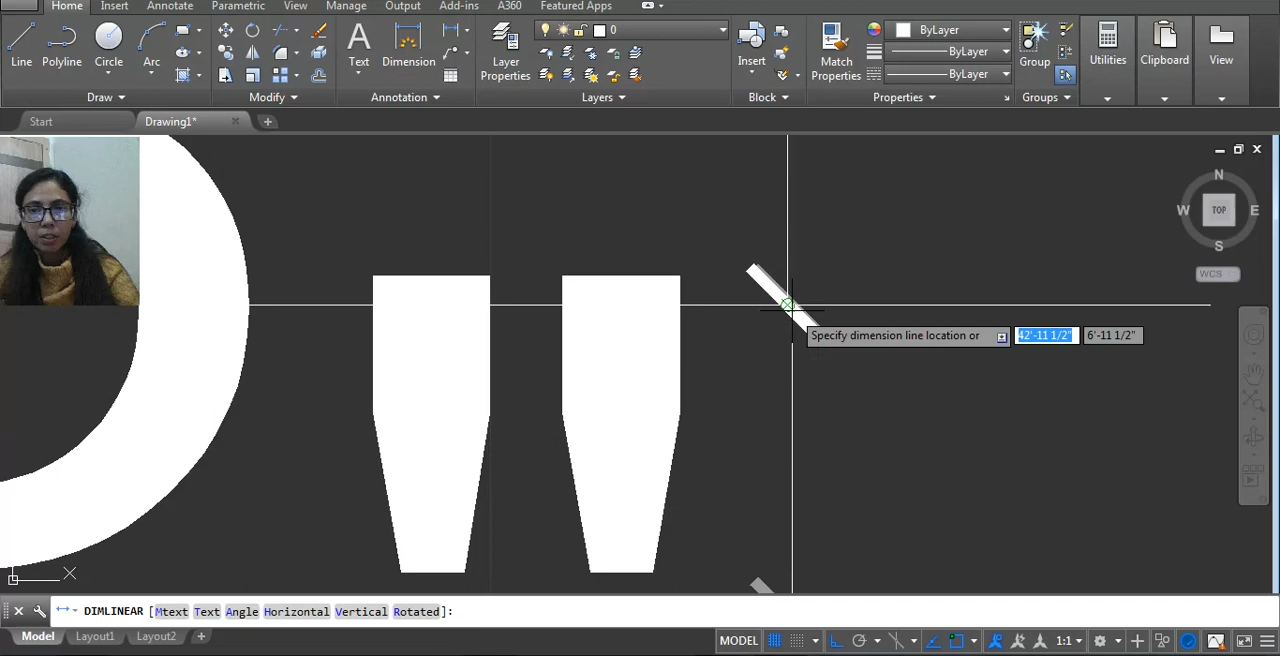 Home Insert Annotate Parametric View Manage Output Add-ins A360 Featured Apps
0
ByLayer
ByLayer
ByLayer
Line Polyline Circle Arc
Text Dimension
Layer Properties
Insert
Match Properties
Group
Utilities Clipboard View
Draw Modify Annotation Layers Block Properties Groups
Start Drawing1*
N
W TOP E
S
WCS
Specify dimension line location or 42'-11 1/2" 6'-11 1/2"
DIMLINEAR [Mtext Text Angle Horizontal Vertical Rotated]:
Model Layout1 Layout2
MODEL 1:1